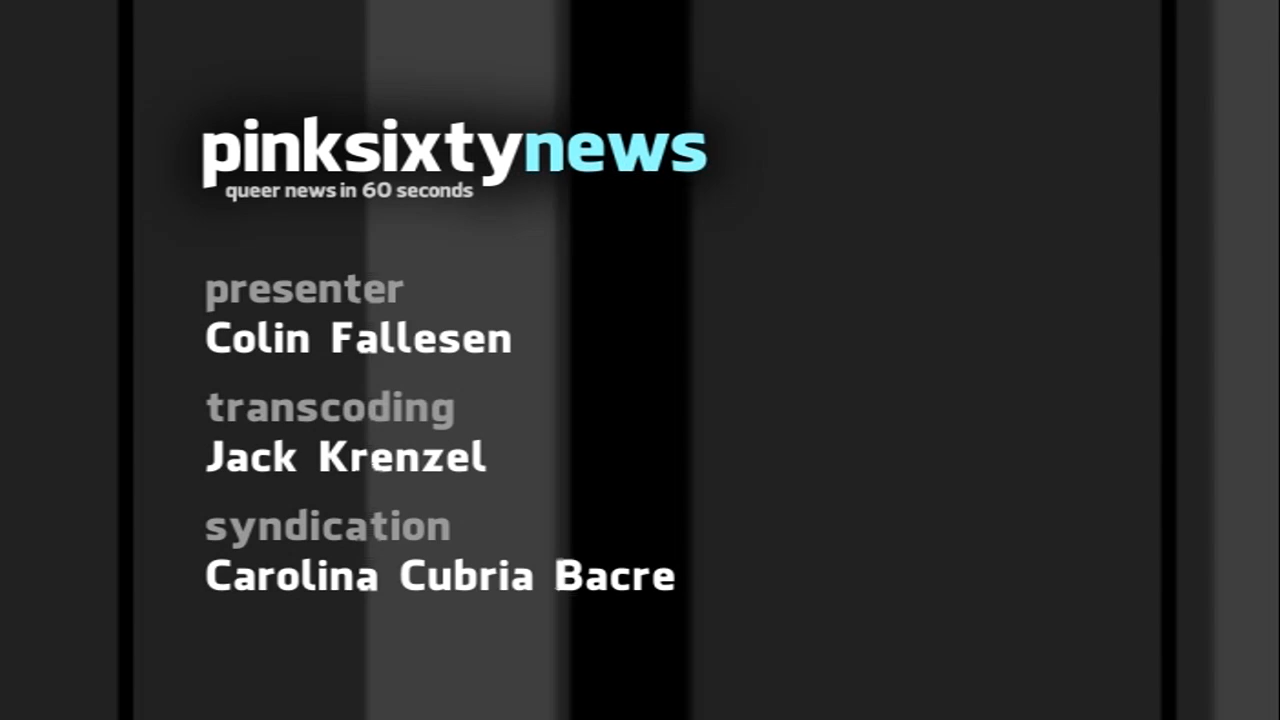 pinksixtynews
queer news in 60 seconds
presenter
Colin Fallesen
transcoding
Jack Krenzel
syndication
Carolina Cubria Bacre